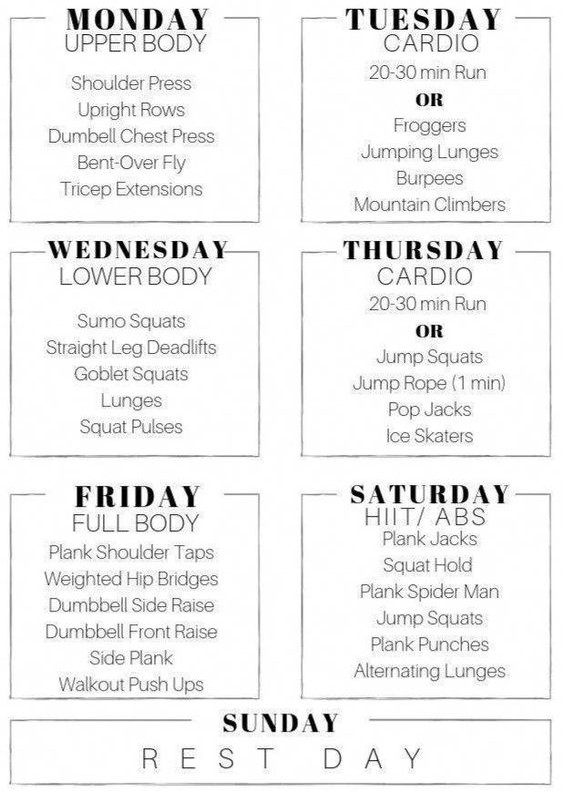 MONDAY
UPPER BODY
Shoulder Press
Upright Rows
Dumbell Chest Press
Bent-Over Fly
Tricep Extensions
TUESDAY
CARDIO
20-30 min Run
OR
Froggers
Jumping Lunges
Burpees
Mountain Climbers
WEDNESDAY
LOWER BODY
Sumo Squats
Straight Leg Deadlifts
Goblet Squats
Lunges
Squat Pulses
THURSDAY
CARDIO
20-30 min Run
OR
Jump Squats
Jump Rope (1 min)
Pop Jacks
Ice Skaters
FRIDAY
FULL BODY
Plank Shoulder Taps
Weighted Hip Bridges
Dumbbell Side Raise
Dumbbell Front Raise
Side Plank
Walkout Push Ups
SATURDAY
HIIT/ ABS
Plank Jacks
Squat Hold
Plank Spider Man
Jump Squats
Plank Punches
Alternating Lunges
SUNDAY
REST DAY